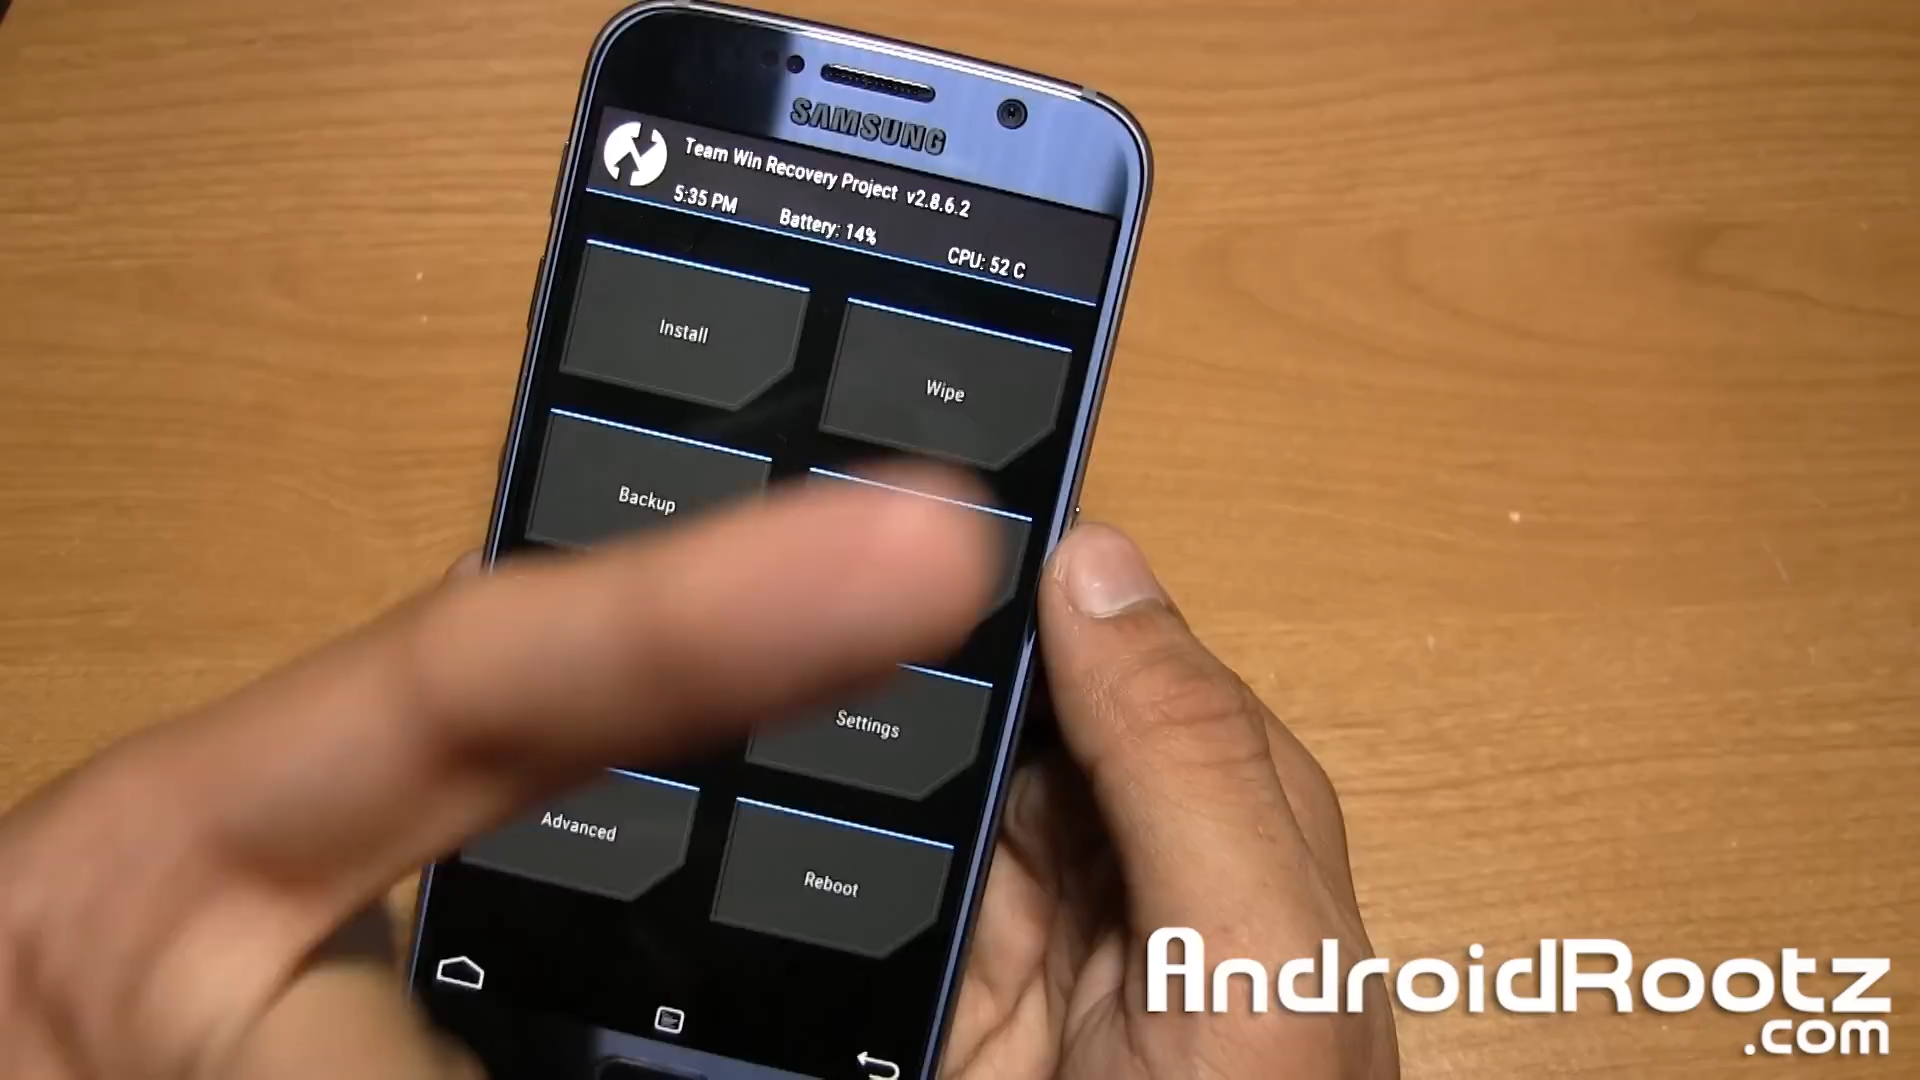 SAMSUNG
Team Win Recovery Project v2.8.6.2
5:35 PM Battery: 14% CPU: 52 C
Install
Wipe
Backup
Settings
Advanced
Reboot
AndroidRootz
.com